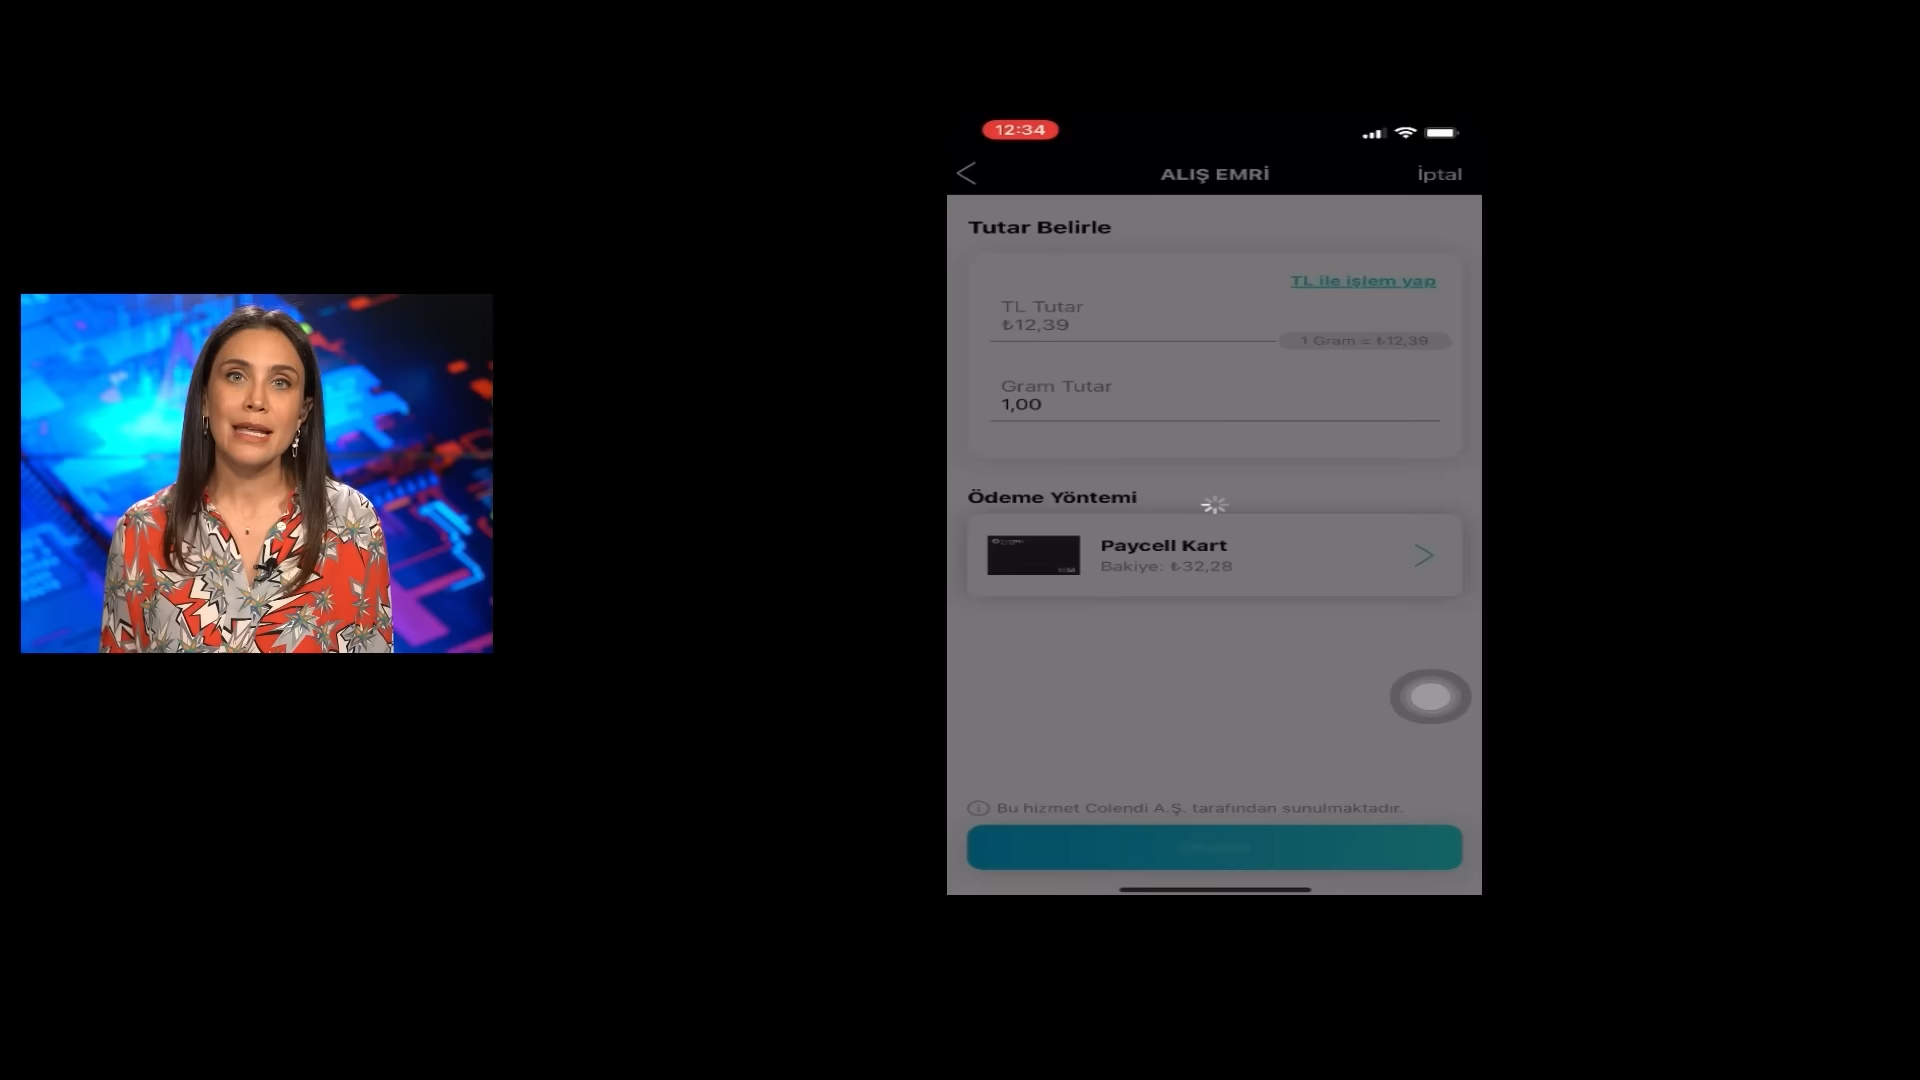 12:34
ALIŞ EMRİ
İptal
Tutar Belirle
TL ile işlem yap
TL Tutar
₺12,39
1 Gram = ₺12,39
Gram Tutar
1,00
Ödeme Yöntemi
Paycell Kart
Bakiye: ₺32,28
Bu hizmet Colendi A.Ş. tarafından sunulmaktadır.